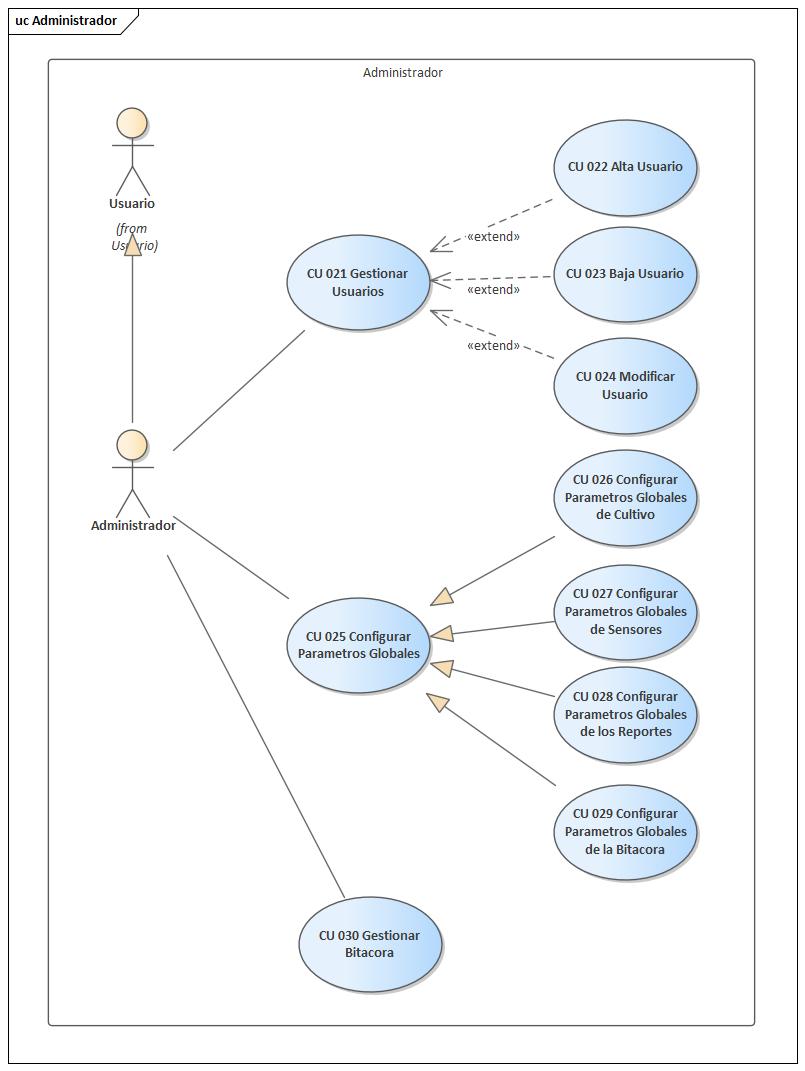 uc Administrador
Administrador
Usuario
(from
Usuario)
Administrador
CU 021 Gestionar
Usuarios
«extend»
«extend»
«extend»
CU 022 Alta Usuario
CU 023 Baja Usuario
CU 024 Modificar
Usuario
CU 025 Configurar
Parametros Globales
CU 026 Configurar
Parametros Globales
de Cultivo
CU 027 Configurar
Parametros Globales
de Sensores
CU 028 Configurar
Parametros Globales
de los Reportes
CU 029 Configurar
Parametros Globales
de la Bitacora
CU 030 Gestionar
Bitacora